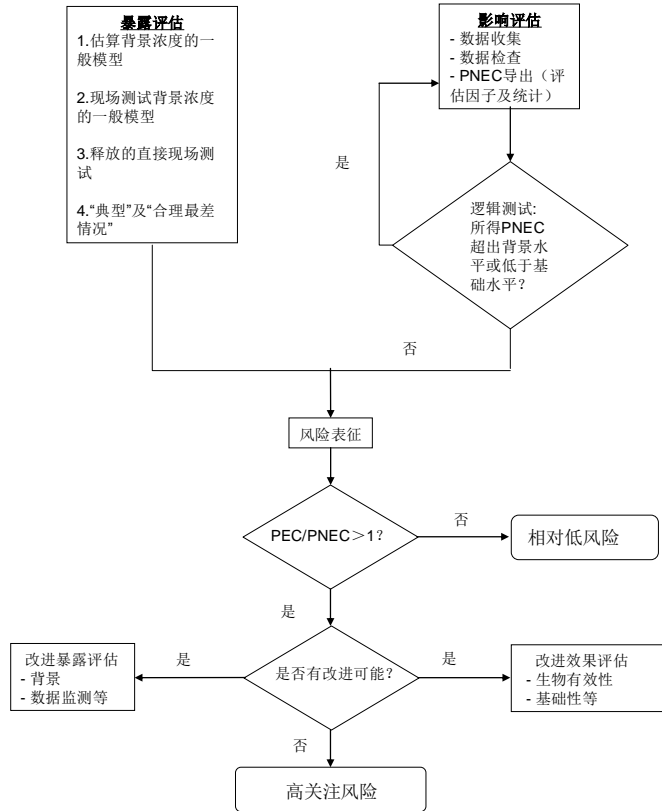 暴露评估
1.估算背景浓度的一
般模型
2.现场测试背景浓度
的一般模型
3.释放的直接现场测
试
4.“典型”及“合理最差
情况”
影响评估
- 数据收集
- 数据检查
- PNEC导出（评
估因子及统计）
是
逻辑测试:
所得PNEC
超出背景水
平或低于基
础水平？
否
风险表征
PEC/PNEC＞1？
否
相对低风险
是
改进暴露评估
- 背景
- 数据监测等
是
是否有改进可能？
是
改进效果评估
- 生物有效性
- 基础性等
否
高关注风险